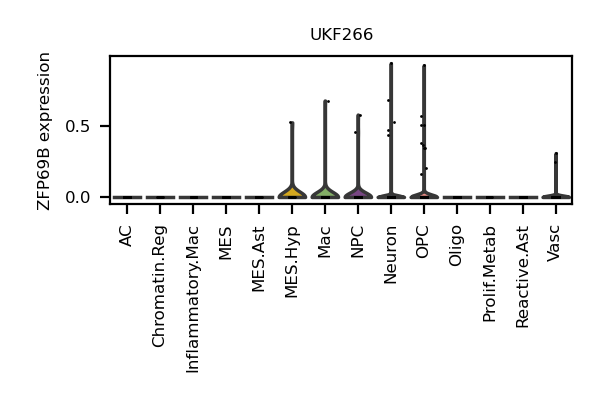 UKF266
ZFP69B expression
0.5
0.0
AC
Chromatin.Reg
Inflammatory.Mac
MES
MES.Ast
MES.Hyp
Mac
NPC
Neuron
OPC
Oligo
Prolif.Metab
Reactive.Ast
Vasc